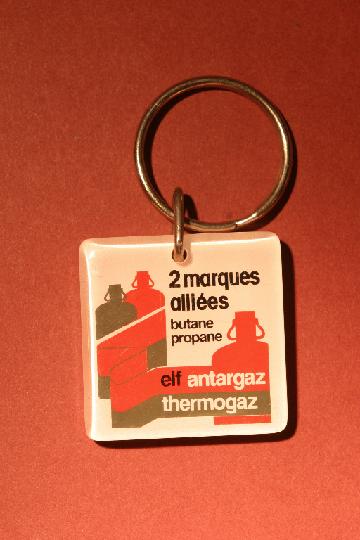 2 marques
alliées
butane
propane
elf antargaz
thermogaz